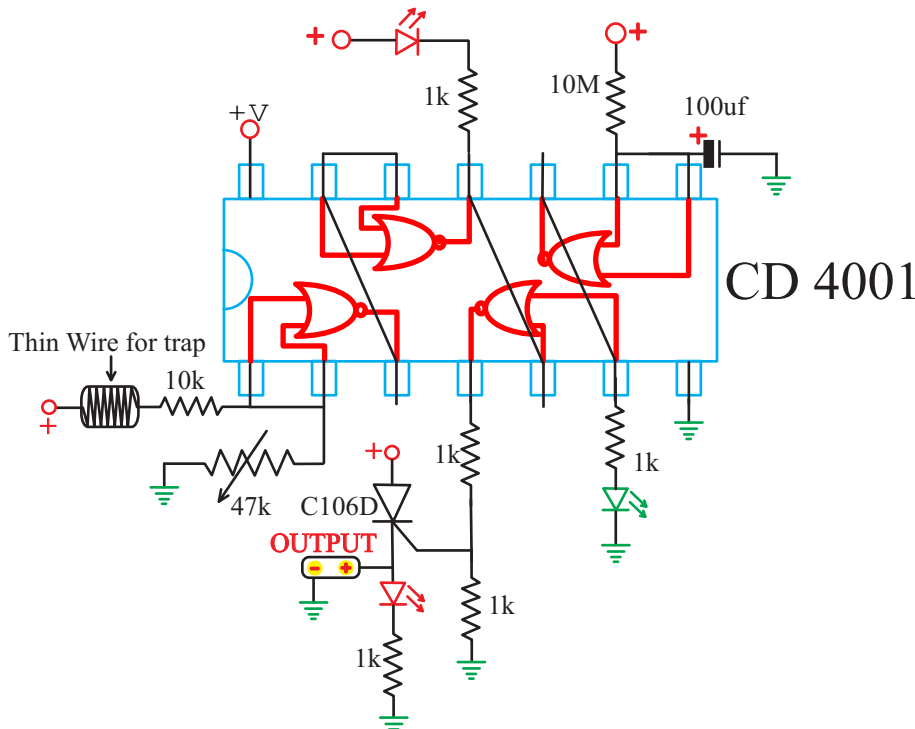 +
1k
10M
+
100uf
+
+V
CD 4001
Thin Wire for trap
10k
+
47k
+
C106D
OUTPUT
- +
1k
1k
1k
1k